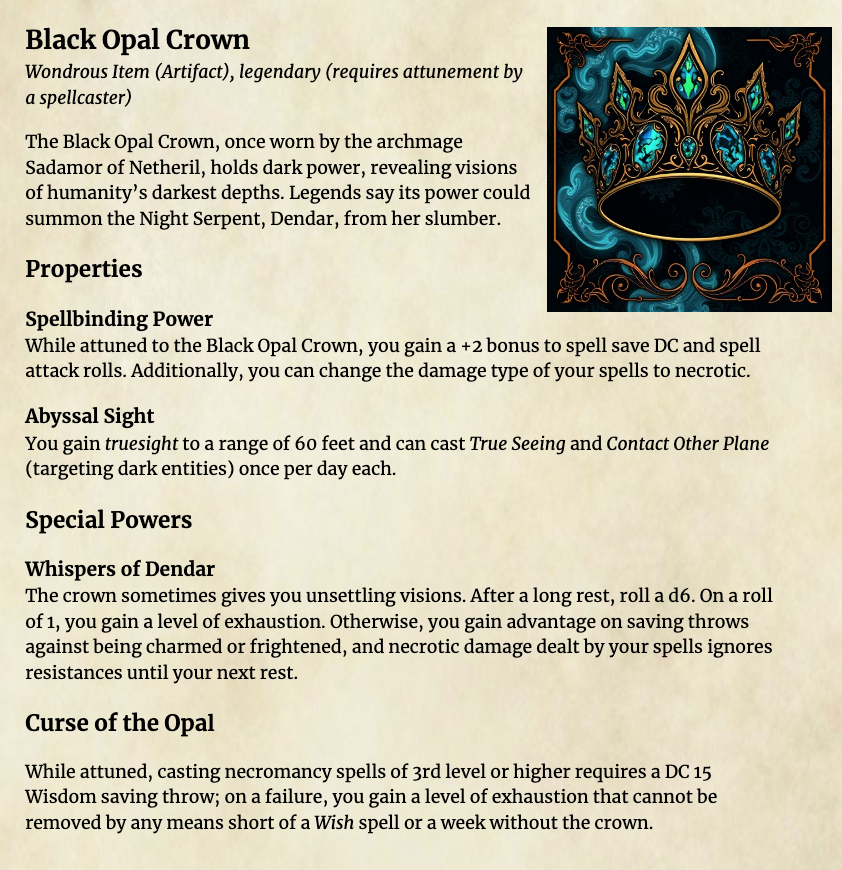 Black Opal Crown
Wondrous Item (Artifact), legendary (requires attunement by
a spellcaster)
The Black Opal Crown, once worn by the archmage
Sadamor of Netheril, holds dark power, revealing visions
of humanity’s darkest depths. Legends say its power could
summon the Night Serpent, Dendar, from her slumber.
Properties
Spellbinding Power
While attuned to the Black Opal Crown, you gain a +2 bonus to spell save DC and spell
attack rolls. Additionally, you can change the damage type of your spells to necrotic.
Abyssal Sight
You gain truesight to a range of 60 feet and can cast True Seeing and Contact Other Plane
(targeting dark entities) once per day each.
Special Powers
Whispers of Dendar
The crown sometimes gives you unsettling visions. After a long rest, roll a d6. On a roll
of 1, you gain a level of exhaustion. Otherwise, you gain advantage on saving throws
against being charmed or frightened, and necrotic damage dealt by your spells ignores
resistances until your next rest.
Curse of the Opal
While attuned, casting necromancy spells of 3rd level or higher requires a DC 15
Wisdom saving throw; on a failure, you gain a level of exhaustion that cannot be
removed by any means short of a Wish spell or a week without the crown.